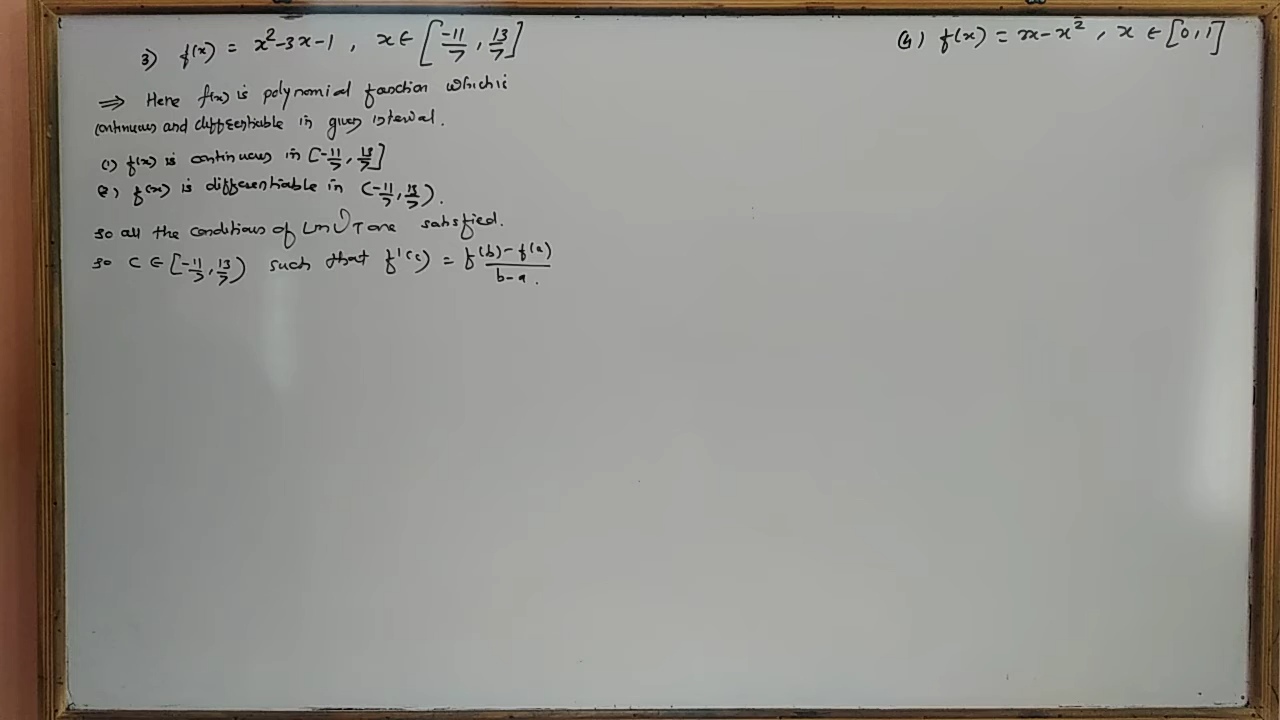 3) f(x) = x²-3x-1 , x ∈ [-11/7 , 13/7]
⇒ Here f(x) is polynomial function which is
continuous and differentiable in given interval.
(1) f(x) is continuous in [-11/7, 13/7]
(2) f(x) is differentiable in (-11/7, 13/7).
so all the conditions of LMVT are satisfied.
so c ∈ [-11/7, 13/7) such that f'(c) = f(b)-f(a)/b-a .
(4) f(x) = x-x² , x ∈ [0,1]